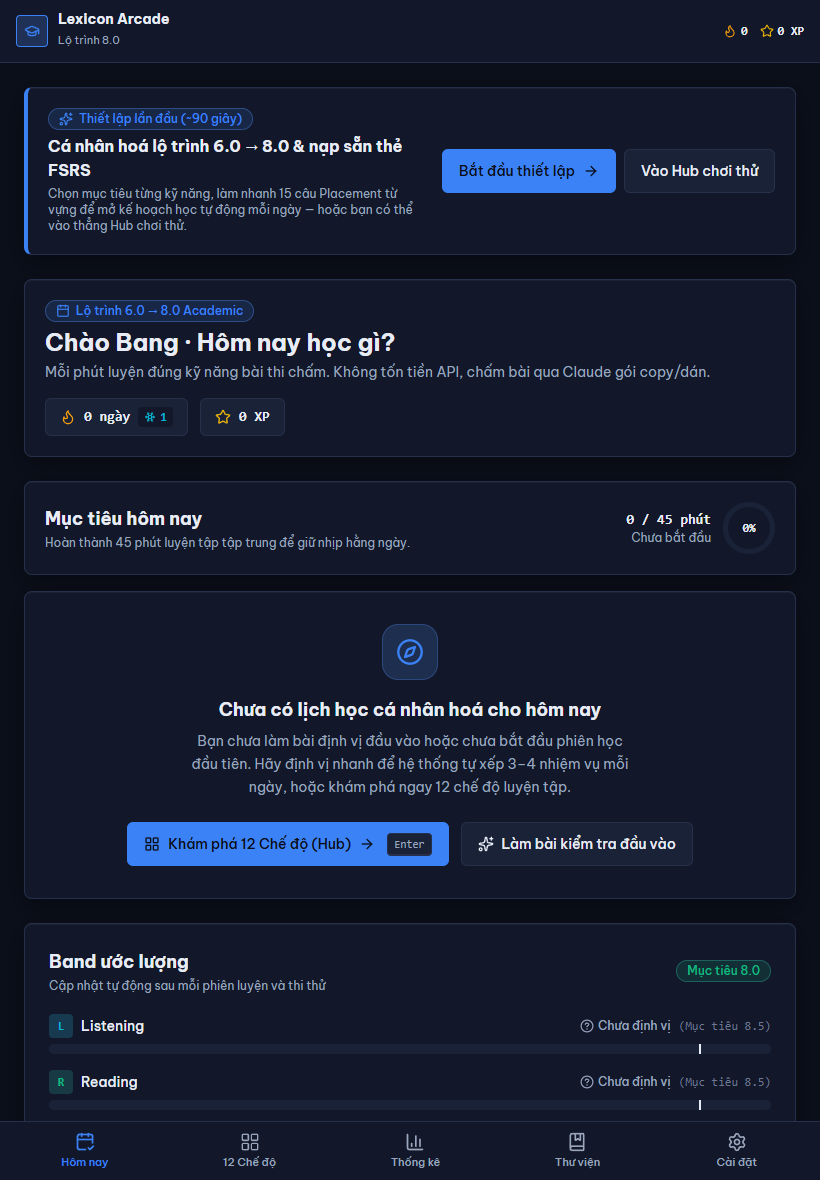 Lexicon Arcade
Lộ trình 8.0
0
0 XP
Thiết lập lần đầu (~90 giây)
Cá nhân hoá lộ trình 6.0→8.0 & nạp sẵn thẻ
FSRS
Chọn mục tiêu từng kỹ năng, làm nhanh 15 câu Placement từ
vựng để mở kế hoạch học tự động mỗi ngày — hoặc bạn có thể
vào thẳng Hub chơi thử.
Bắt đầu thiết lập →
Vào Hub chơi thử
Lộ trình 6.0→8.0 Academic
Chào Bang · Hôm nay học gì?
Mỗi phút luyện đúng kỹ năng bài thi chấm. Không tốn tiền API, chấm bài qua Claude gói copy/dán.
0 ngày 1
0 XP
Mục tiêu hôm nay
Hoàn thành 45 phút luyện tập tập trung để giữ nhịp hằng ngày.
0 / 45 phút
Chưa bắt đầu
0%
Chưa có lịch học cá nhân hoá cho hôm nay
Bạn chưa làm bài định vị đầu vào hoặc chưa bắt đầu phiên học
đầu tiên. Hãy định vị nhanh để hệ thống tự xếp 3–4 nhiệm vụ mỗi
ngày, hoặc khám phá ngay 12 chế độ luyện tập.
Khám phá 12 Chế độ (Hub) → Enter
Làm bài kiểm tra đầu vào
Band ước lượng
Cập nhật tự động sau mỗi phiên luyện và thi thử
Mục tiêu 8.0
L Listening
Chưa định vị (Mục tiêu 8.5)
R Reading
Chưa định vị (Mục tiêu 8.5)
Hôm nay
12 Chế độ
Thống kê
Thư viện
Cài đặt